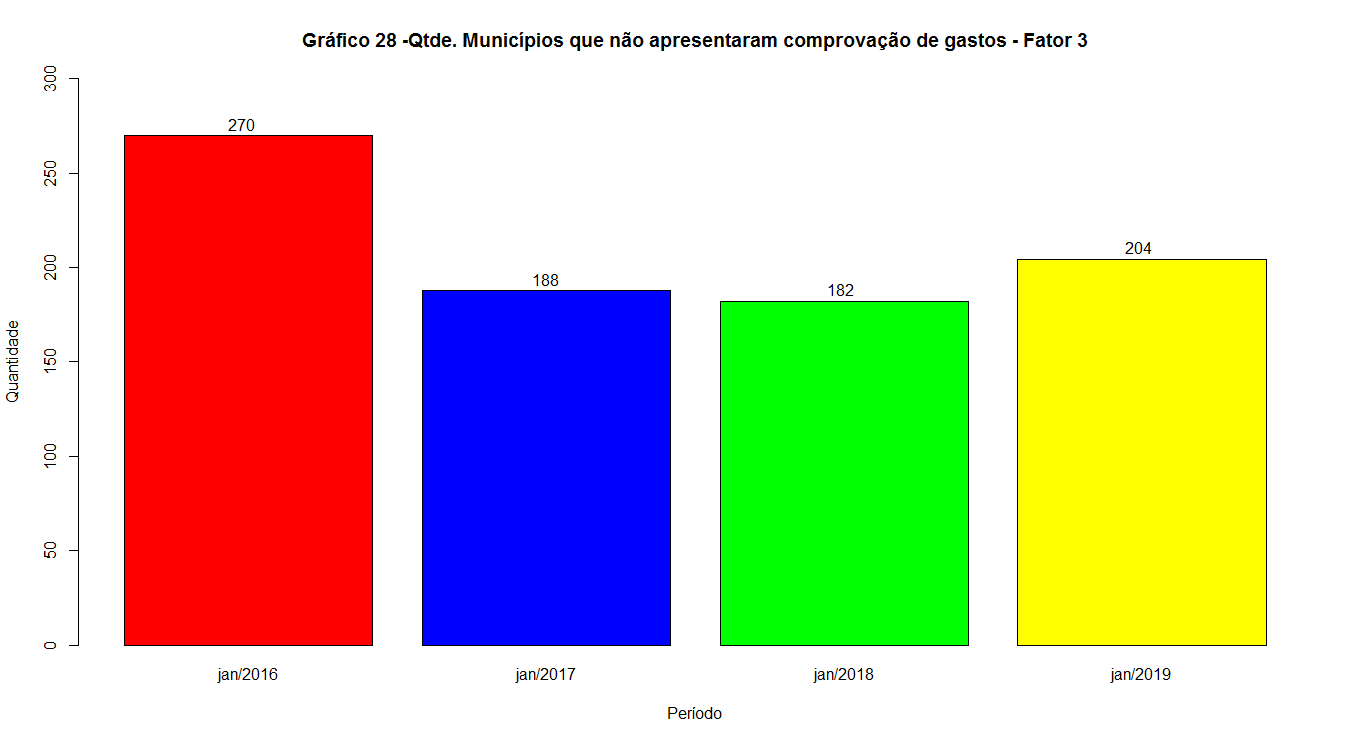 Gráfico 28 -Qtde. Municípios que não apresentaram comprovação de gastos - Fator 3
Quantidade
300
250
200
150
100
50
0
270
188
182
204
jan/2016
jan/2017
jan/2018
jan/2019
Período